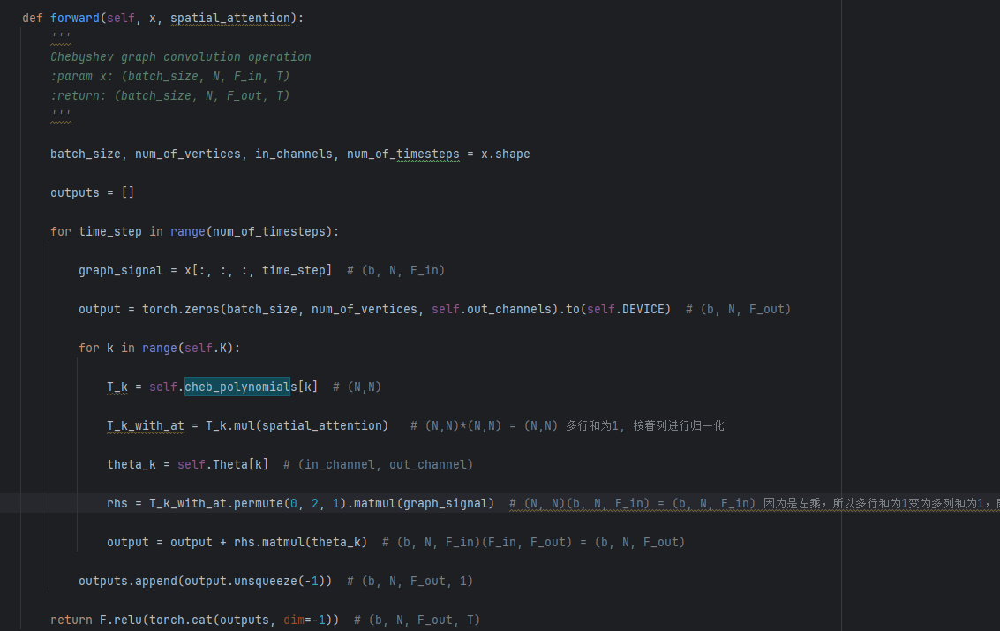 def forward(self, x, spatial_attention):
'''
Chebyshev graph convolution operation
:param x: (batch_size, N, F_in, T)
:return: (batch_size, N, F_out, T)
'''
batch_size, num_of_vertices, in_channels, num_of_timesteps = x.shape
outputs = []
for time_step in range(num_of_timesteps):
graph_signal = x[:, :, :, time_step]  # (b, N, F_in)
output = torch.zeros(batch_size, num_of_vertices, self.out_channels).to(self.DEVICE)  # (b, N, F_out)
for k in range(self.K):
T_k = self.cheb_polynomials[k]  # (N,N)
T_k_with_at = T_k.mul(spatial_attention)   # (N,N)*(N,N) = (N,N) 多行和为1, 按着列进行归一化
theta_k = self.Theta[k]  # (in_channel, out_channel)
rhs = T_k_with_at.permute(0, 2, 1).matmul(graph_signal)  # (N, N)(b, N, F_in) = (b, N, F_in) 因为是左乘，所以多行和为1变为多列和为1，
output = output + rhs.matmul(theta_k)  # (b, N, F_in)(F_in, F_out) = (b, N, F_out)
outputs.append(output.unsqueeze(-1))  # (b, N, F_out, 1)
return F.relu(torch.cat(outputs, dim=-1))  # (b, N, F_out, T)